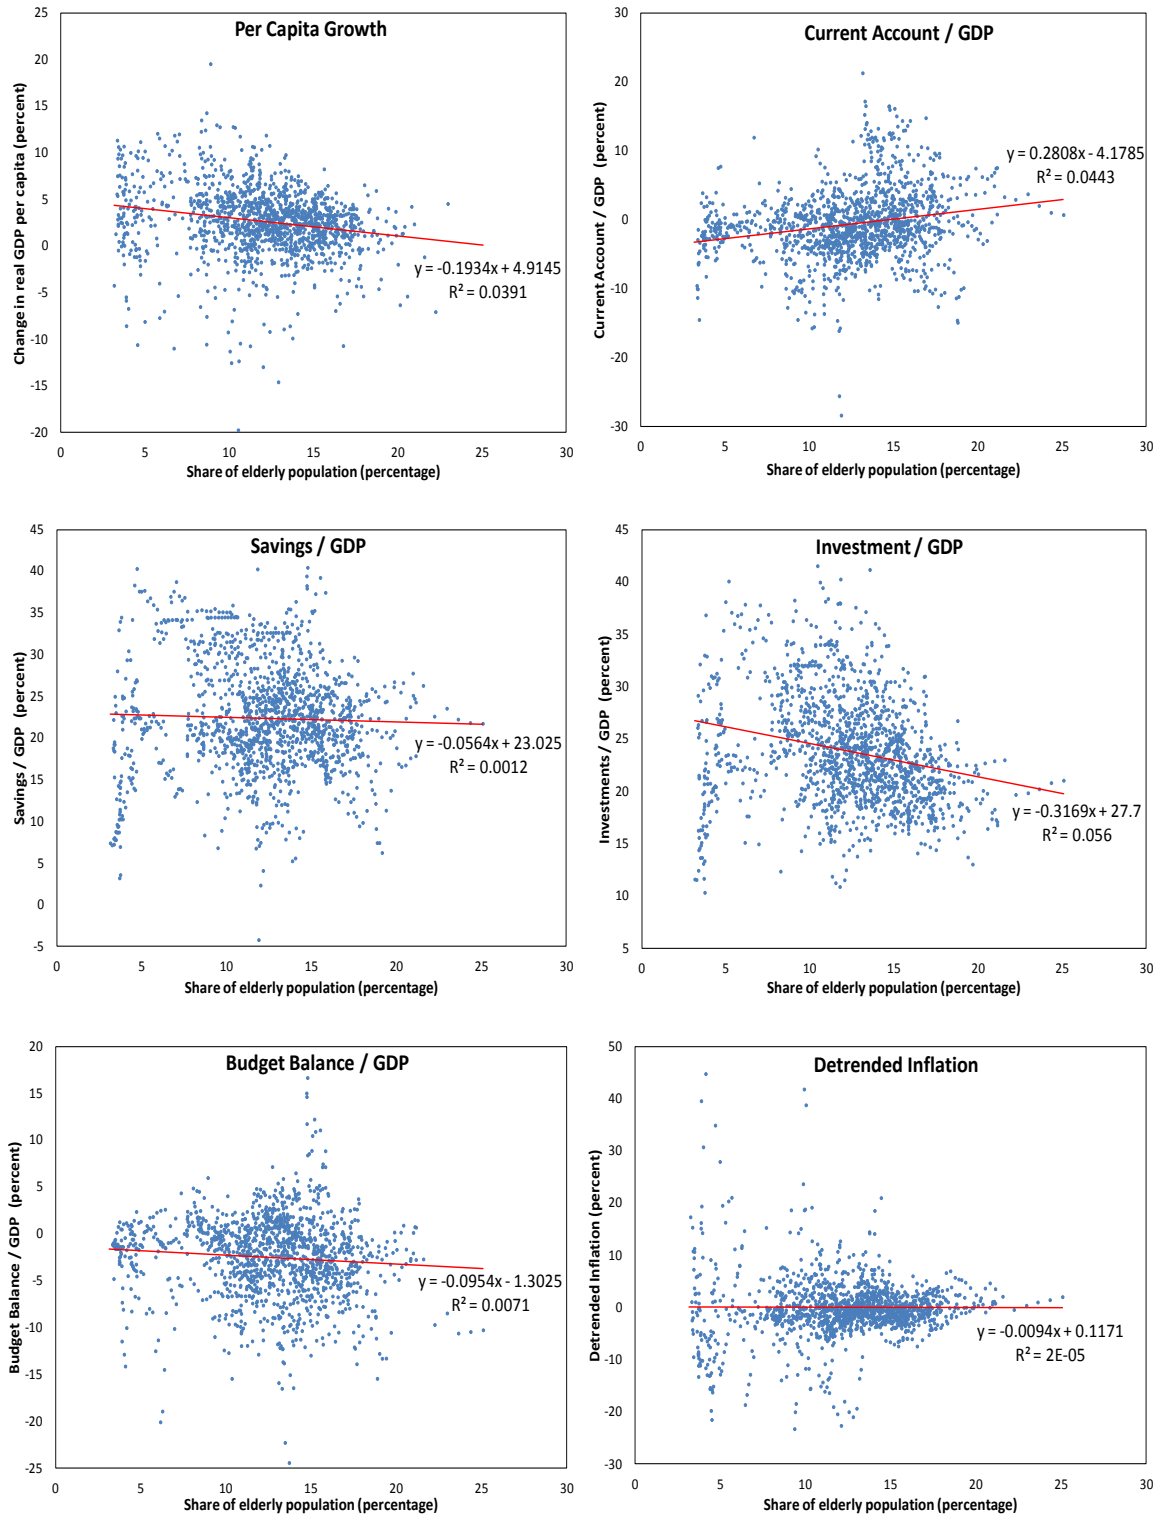 Per Capita Growth
Change in real GDP per capita (percent)
25
20
15
10
5
0
-5
-10
-15
-20
y = -0.1934x + 4.9145
R² = 0.0391
0 5 10 15 20 25 30
Share of elderly population (percentage)
Current Account / GDP
Current Account / GDP (percent)
30
20
10
0
-10
-20
-30
y = 0.2808x - 4.1785
R² = 0.0443
0 5 10 15 20 25 30
Share of elderly population (percentage)
Savings / GDP
Savings / GDP (percent)
45
40
35
30
25
20
15
10
5
0
-5
y = -0.0564x + 23.025
R² = 0.0012
0 5 10 15 20 25 30
Share of elderly population (percentage)
Investment / GDP
Investments / GDP (percent)
45
40
35
30
25
20
15
10
5
y = -0.3169x + 27.7
R² = 0.056
0 5 10 15 20 25 30
Share of elderly population (percentage)
Budget Balance / GDP
Budget Balance / GDP (percent)
20
15
10
5
0
-5
-10
-15
-20
-25
y = -0.0954x - 1.3025
R² = 0.0071
0 5 10 15 20 25 30
Share of elderly population (percentage)
Detrended Inflation
Detrended Inflation (percent)
50
40
30
20
10
0
-10
-20
-30
y = -0.0094x + 0.1171
R² = 2E-05
0 5 10 15 20 25 30
Share of elderly population (percentage)